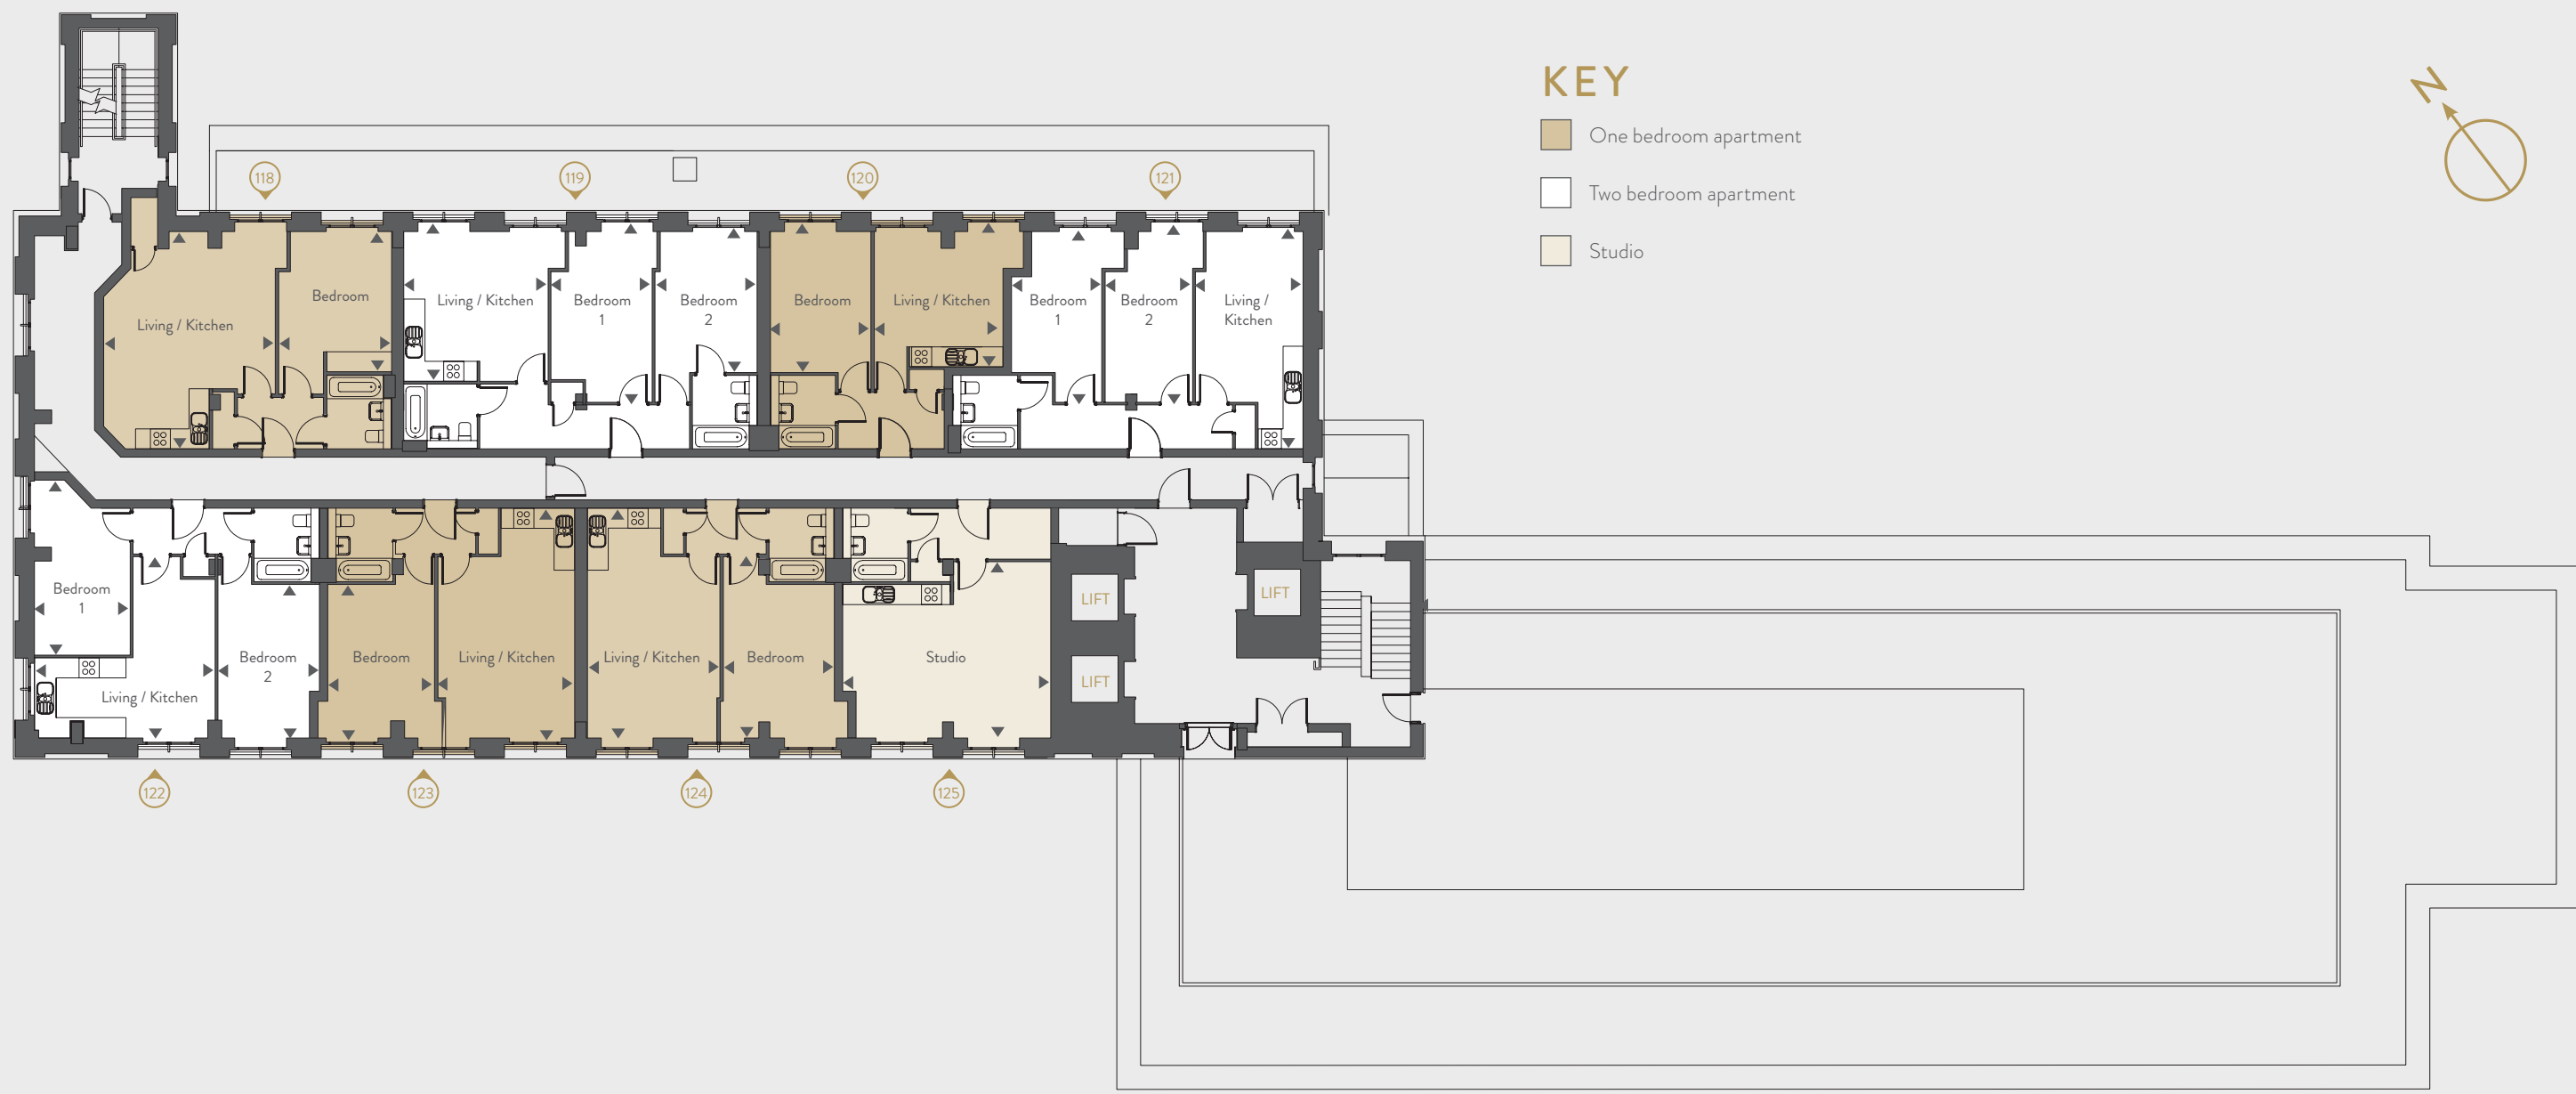 KEY
One bedroom apartment
Two bedroom apartment
Studio
N
118
119
120
121
Living / Kitchen
Bedroom
Living / Kitchen
Bedroom
1
Bedroom
2
Bedroom
Living / Kitchen
Bedroom
1
Bedroom
2
Living /
Kitchen
Bedroom
1
Living / Kitchen
Bedroom
2
Bedroom
Living / Kitchen
Living / Kitchen
Bedroom
Studio
LIFT
LIFT
LIFT
122
123
124
125